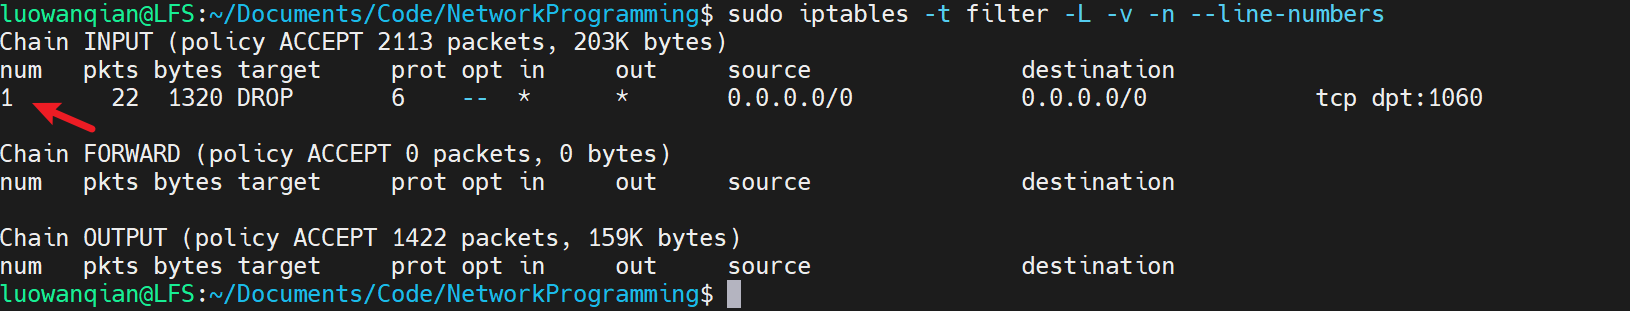 luowanqian@LFS:~/Documents/Code/NetworkProgramming$ sudo iptables -t filter -L -v -n --line-numbers
Chain INPUT (policy ACCEPT 2113 packets, 203K bytes)
num   pkts bytes target     prot opt in     out     source               destination
1       22  1320 DROP       6    --  *      *       0.0.0.0/0            0.0.0.0/0            tcp dpt:1060
Chain FORWARD (policy ACCEPT 0 packets, 0 bytes)
num   pkts bytes target     prot opt in     out     source               destination
Chain OUTPUT (policy ACCEPT 1422 packets, 159K bytes)
num   pkts bytes target     prot opt in     out     source               destination
luowanqian@LFS:~/Documents/Code/NetworkProgramming$